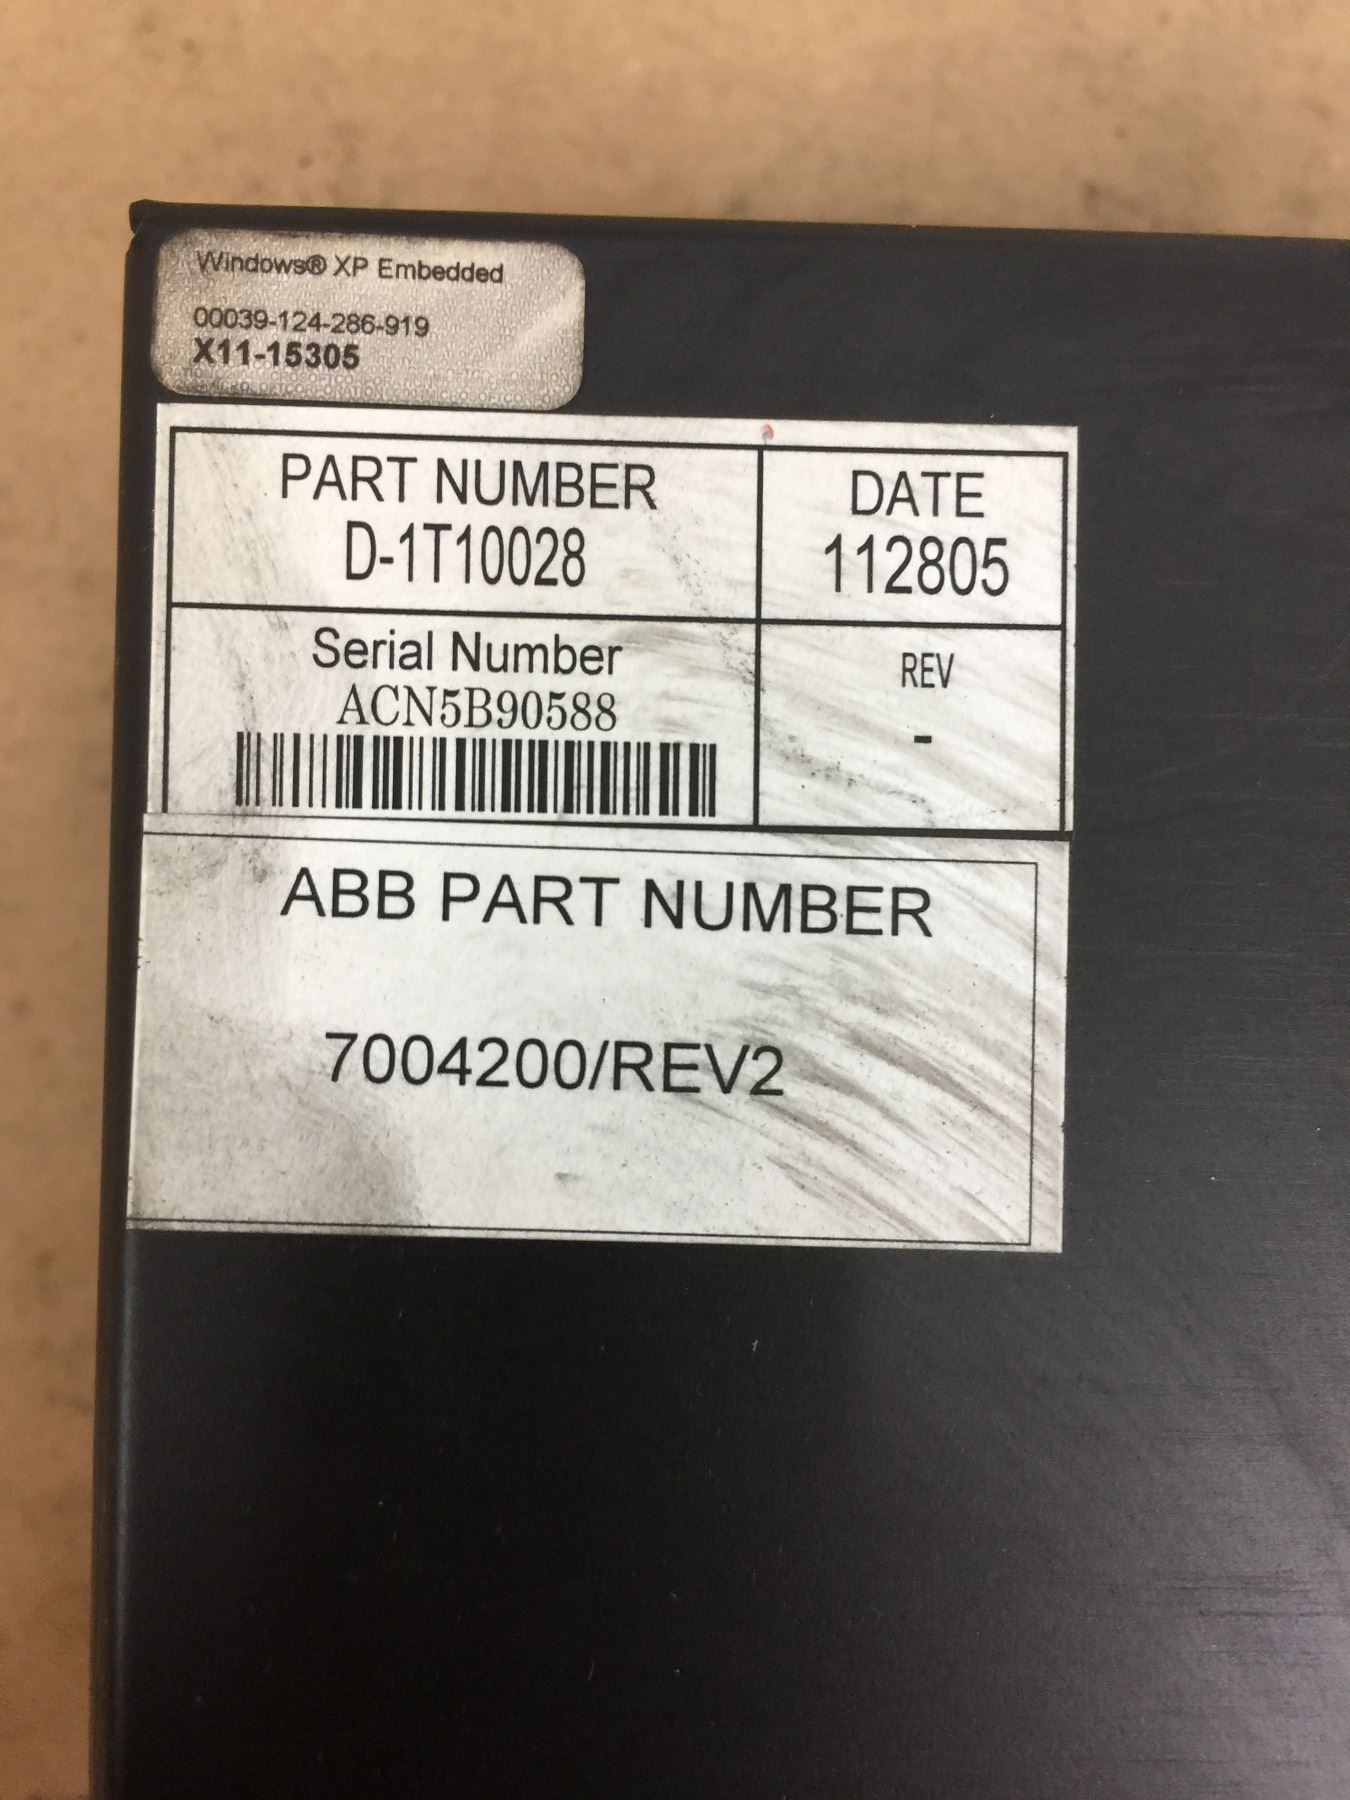 Windows® XP Embedded
00039-124-286-919
X11-15305
PART NUMBER
D-1T10028
DATE
112805
Serial Number
ACN5B90588
REV
-
ABB PART NUMBER
7004200/REV2